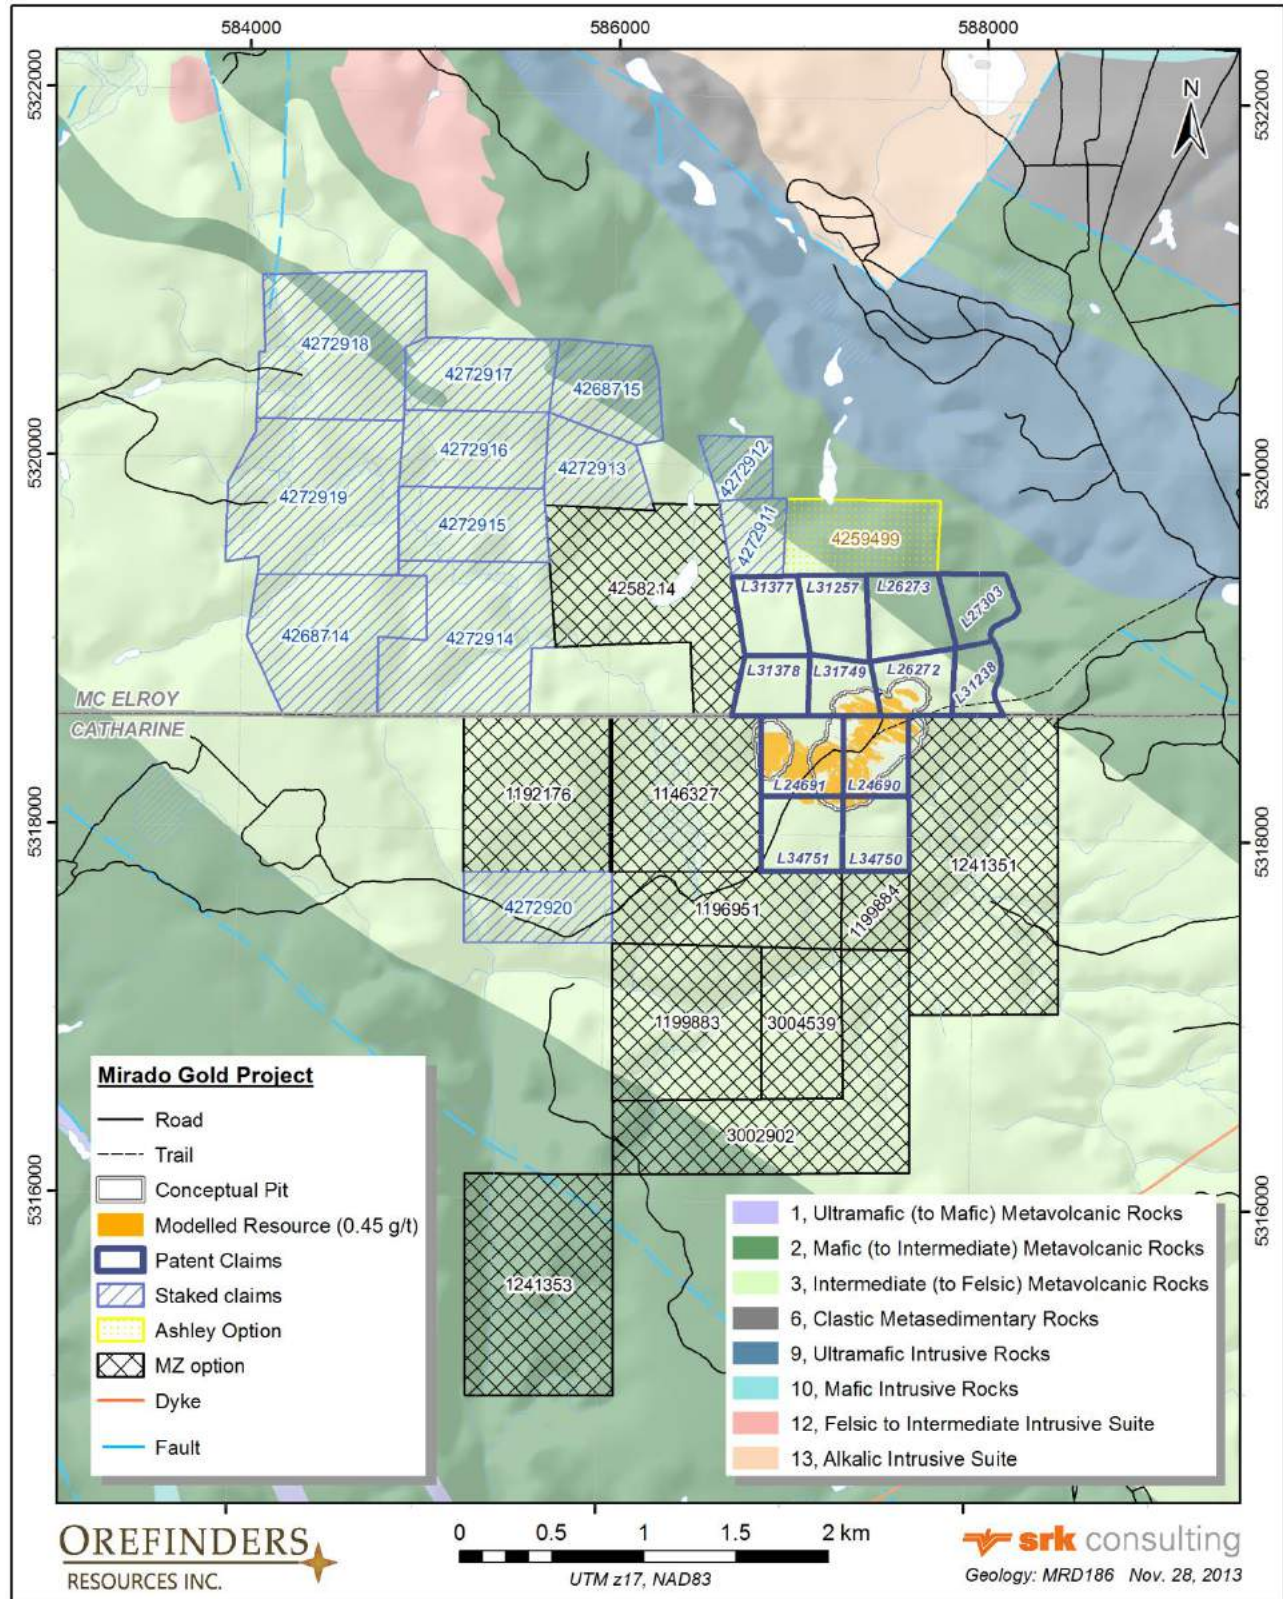 584000
586000
588000
5322000
5322000
N
4272918
4272917
4268715
4272912
5320000
5320000
4272916
4272913
4272919
4272911
4272915
4259499
4258214
L31377
L31257
L26273
L27303
4268714
4272914
L31378
L31749
L26272
L31238
MC ELROY
CATHARINE
1192176
1146327
L24691
L24690
5318000
5318000
L34751
L34750
1241351
4272920
1196951
1199884
1199883
3004539
3002902
5316000
5316000
1241353
Mirado Gold Project
Road
Trail
Conceptual Pit
Modelled Resource (0.45 g/t)
Patent Claims
Staked claims
Ashley Option
MZ option
Dyke
Fault
1, Ultramafic (to Mafic) Metavolcanic Rocks
2, Mafic (to Intermediate) Metavolcanic Rocks
3, Intermediate (to Felsic) Metavolcanic Rocks
6, Clastic Metasedimentary Rocks
9, Ultramafic Intrusive Rocks
10, Mafic Intrusive Rocks
12, Felsic to Intermediate Intrusive Suite
13, Alkalic Intrusive Suite
OREFINDERS
RESOURCES INC.
0 0.5 1 1.5 2 km
UTM z17, NAD83
srk consulting
Geology: MRD186 Nov. 28, 2013